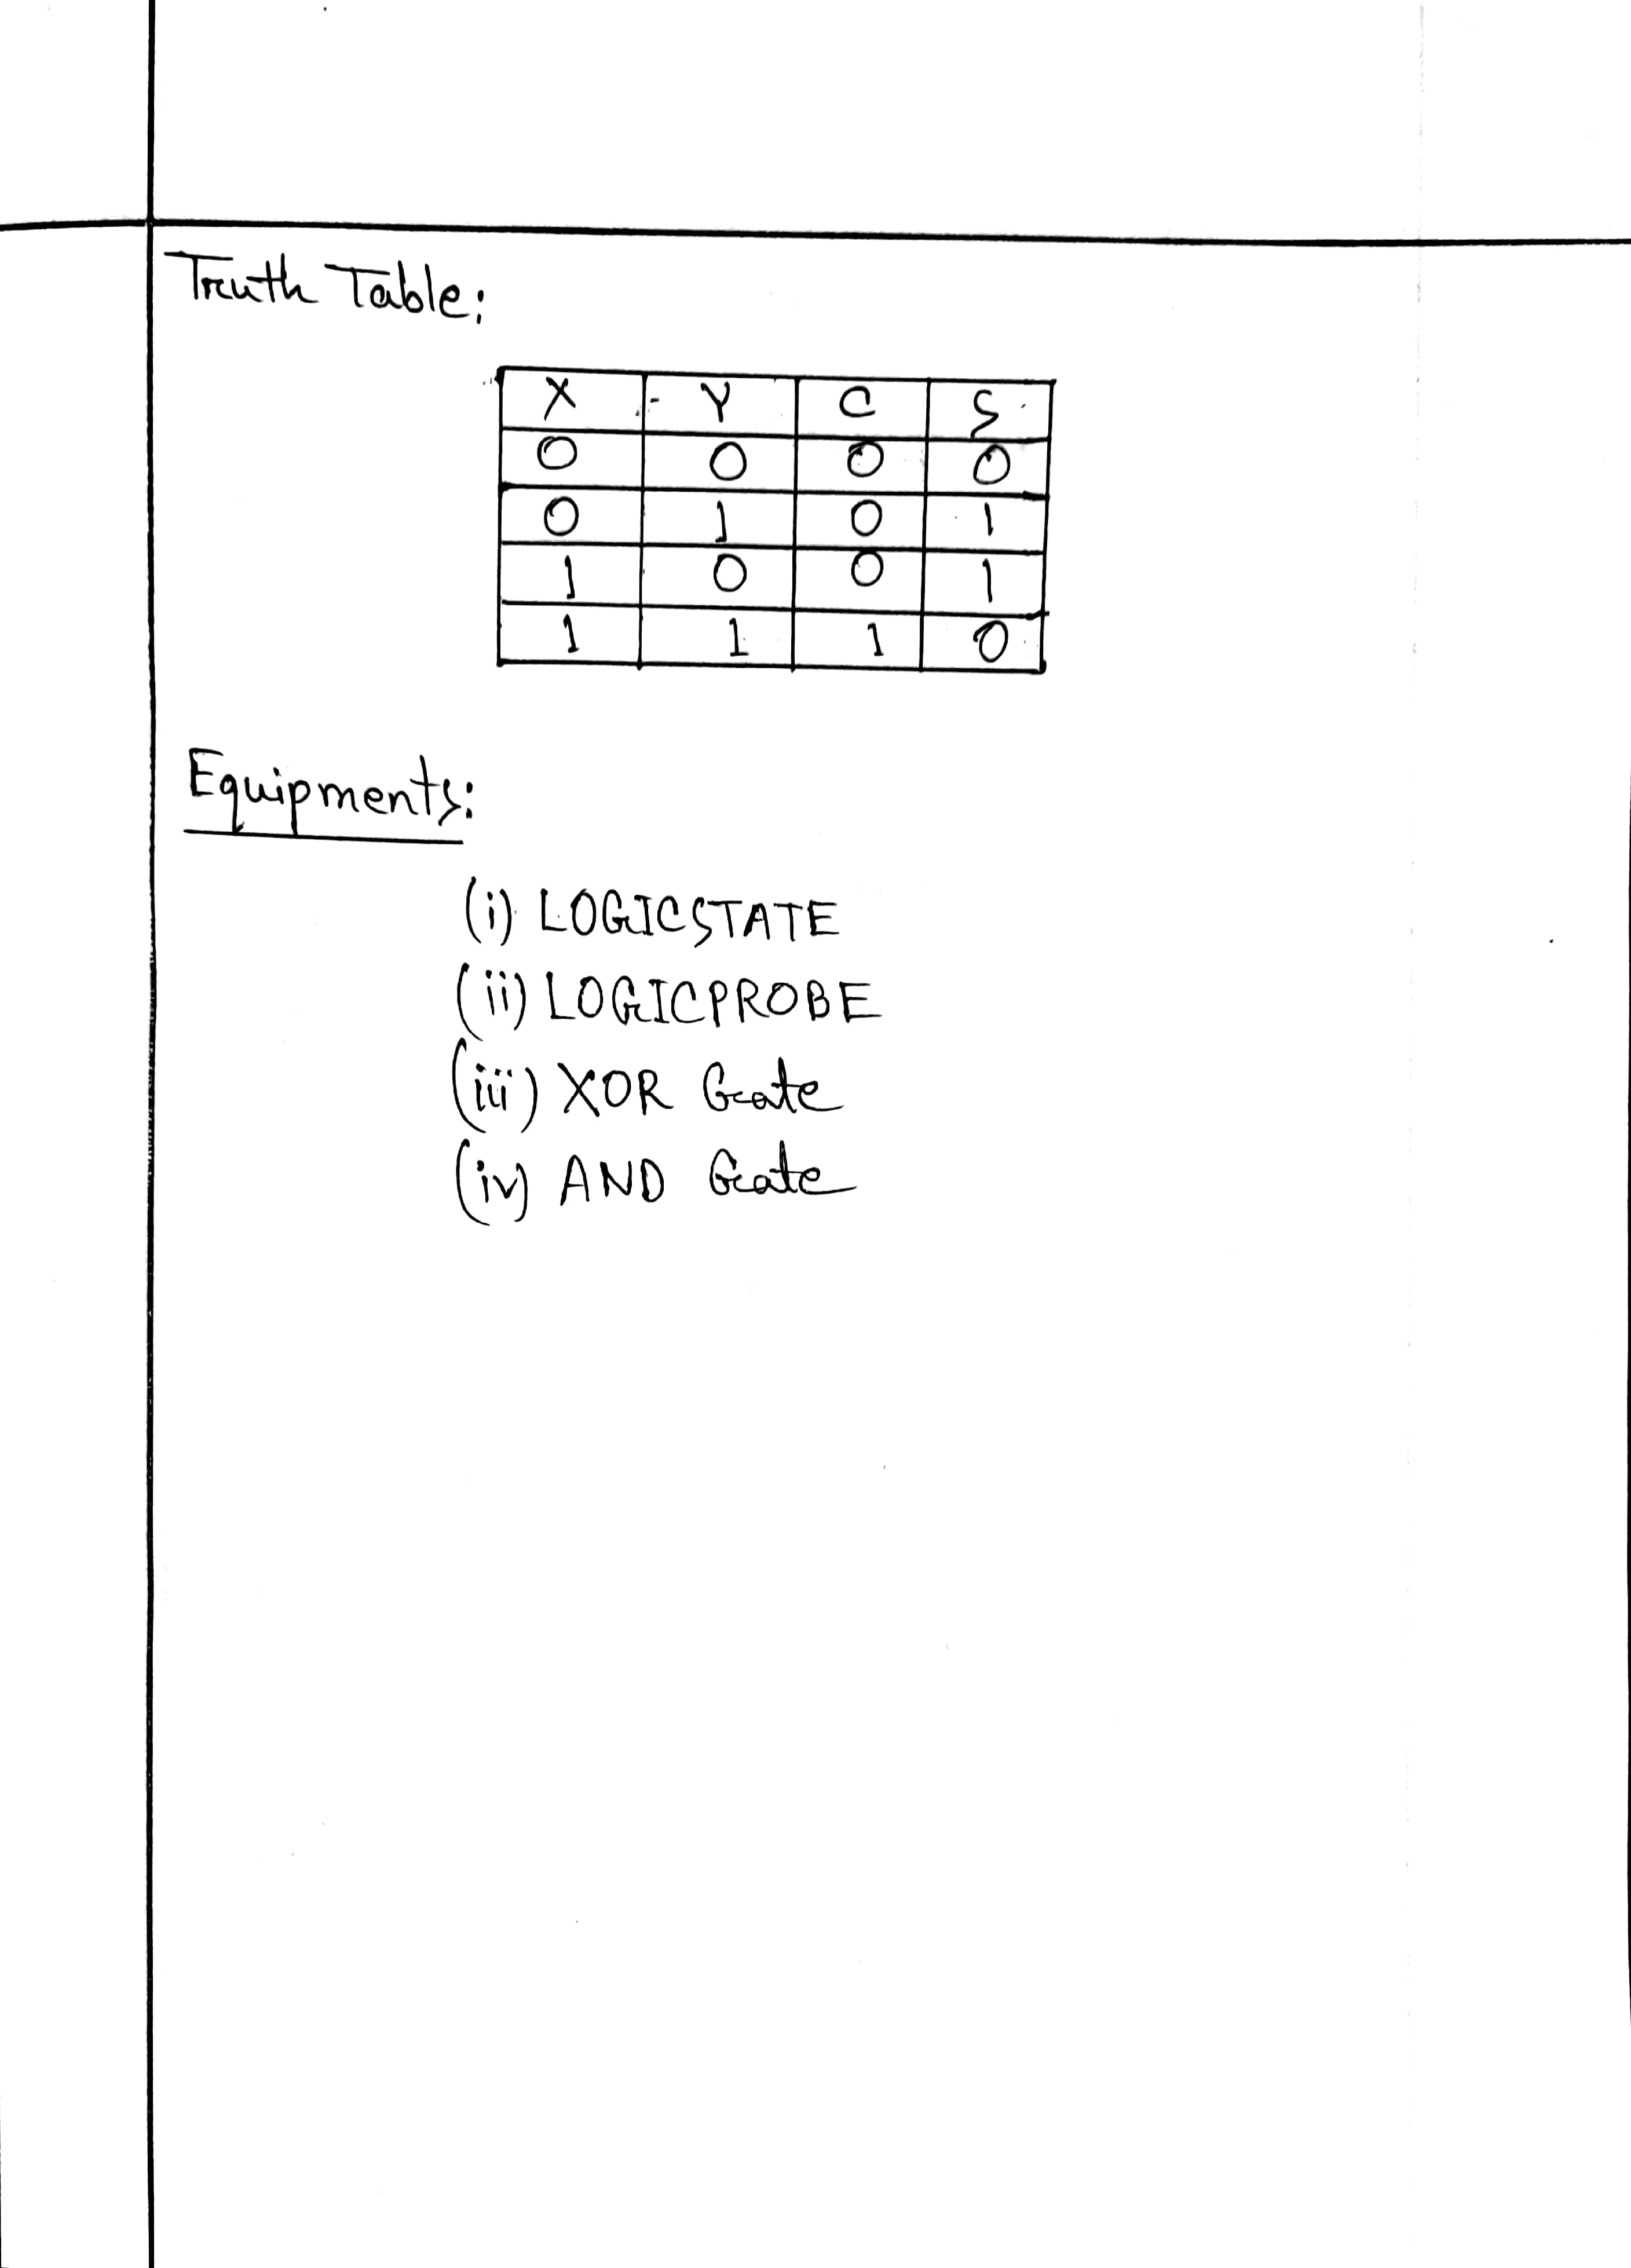 Truth Table:
X Y C S
0 0 0 0
0 1 0 1
1 0 0 1
1 1 1 0
Equipments:
(i) LOGICSTATE
(ii) LOGICPROBE
(iii) XOR Gate
(iv) AND Gate